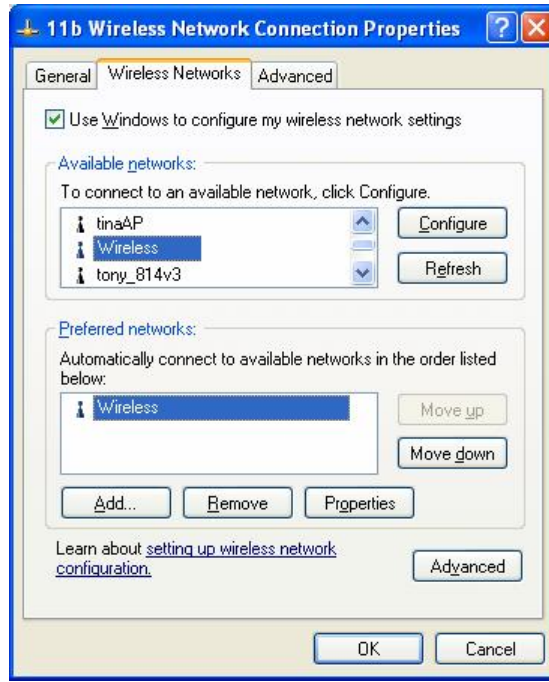 11b Wireless Network Connection Properties
General Wireless Networks Advanced
Use Windows to configure my wireless network settings
Available networks:
To connect to an available network, click Configure.
tinaAP
Wireless
tony_814v3
Configure
Refresh
Preferred networks:
Automatically connect to available networks in the order listed
below:
Wireless
Move up
Move down
Add... Remove Properties
Learn about setting up wireless network
configuration.
Advanced
OK Cancel